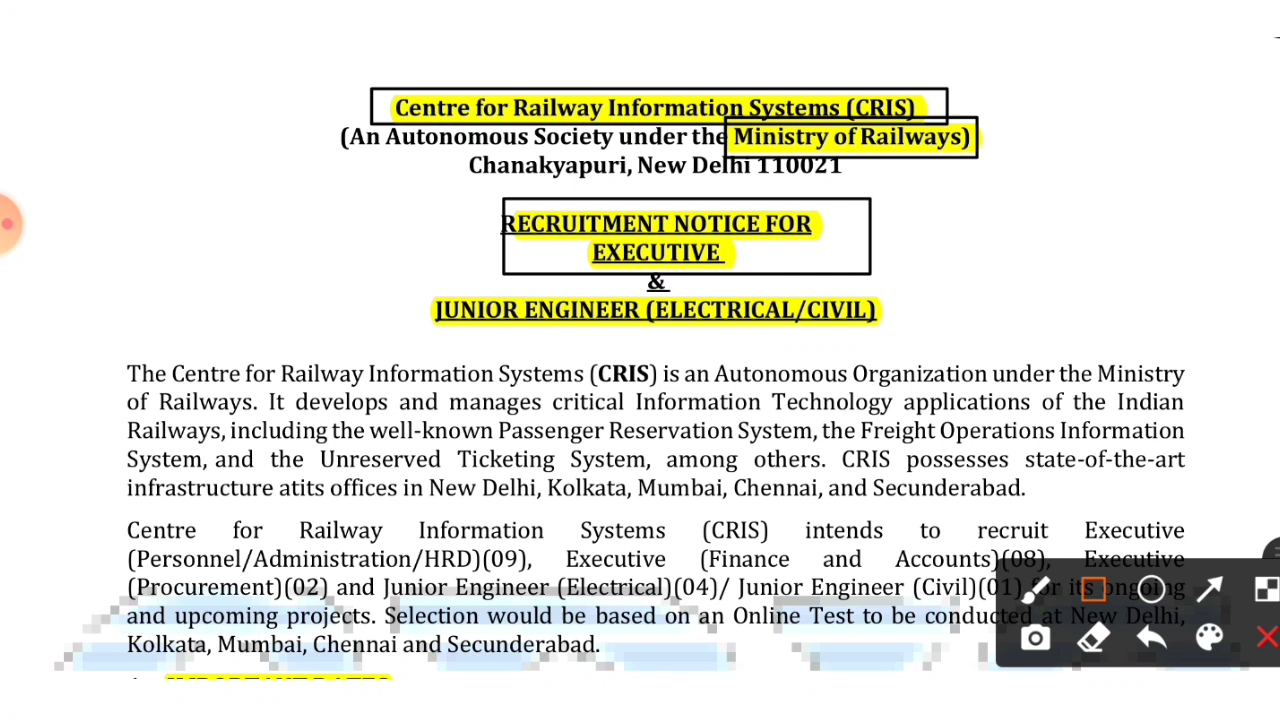 Centre for Railway Information Systems (CRIS)
(An Autonomous Society under the Ministry of Railways)
Chanakyapuri, New Delhi 110021
RECRUITMENT NOTICE FOR
EXECUTIVE
&
JUNIOR ENGINEER (ELECTRICAL/CIVIL)
The Centre for Railway Information Systems (CRIS) is an Autonomous Organization under the Ministry
of Railways. It develops and manages critical Information Technology applications of the Indian
Railways, including the well-known Passenger Reservation System, the Freight Operations Information
System, and the Unreserved Ticketing System, among others. CRIS possesses state-of-the-art
infrastructure atits offices in New Delhi, Kolkata, Mumbai, Chennai, and Secunderabad.
Centre for Railway Information Systems (CRIS) intends to recruit Executive
(Personnel/Administration/HRD)(09), Executive (Finance and Accounts)(08), Executive
(Procurement)(02) and Junior Engineer (Electrical)(04)/ Junior Engineer (Civil)(01) for its ongoing
and upcoming projects. Selection would be based on an Online Test to be conducted at New Delhi,
Kolkata, Mumbai, Chennai and Secunderabad.